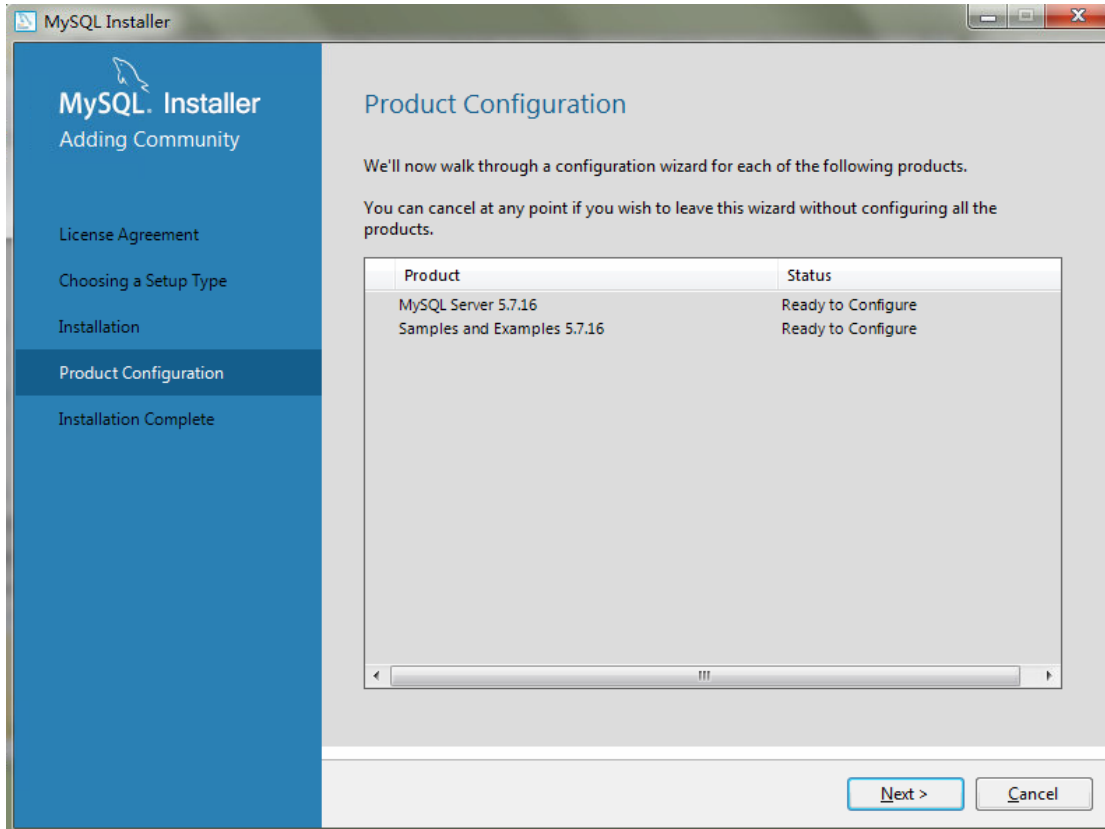 MySQL Installer
MySQL. Installer
Adding Community
License Agreement
Choosing a Setup Type
Installation
Product Configuration
Installation Complete
Product Configuration
We'll now walk through a configuration wizard for each of the following products.
You can cancel at any point if you wish to leave this wizard without configuring all the
products.
Product Status
MySQL Server 5.7.16 Ready to Configure
Samples and Examples 5.7.16 Ready to Configure
Next > Cancel